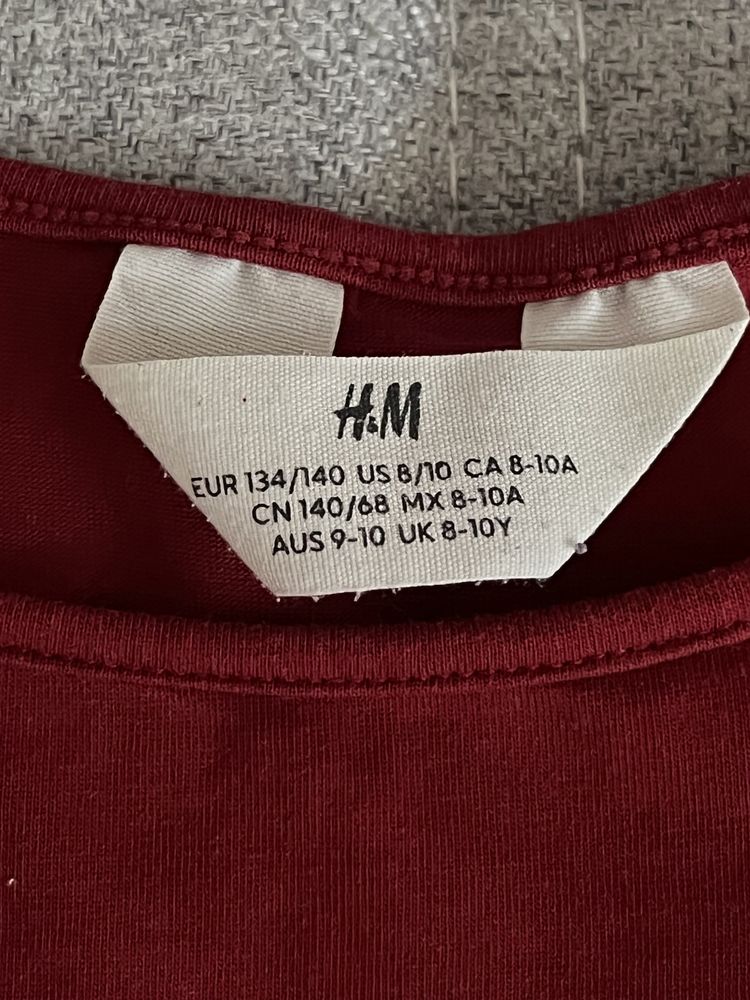 H&M
EUR 134/140 US 8/10 CA 8-10A
CN 140/68 MX 8-10A
AUS 9-10 UK 8-10Y